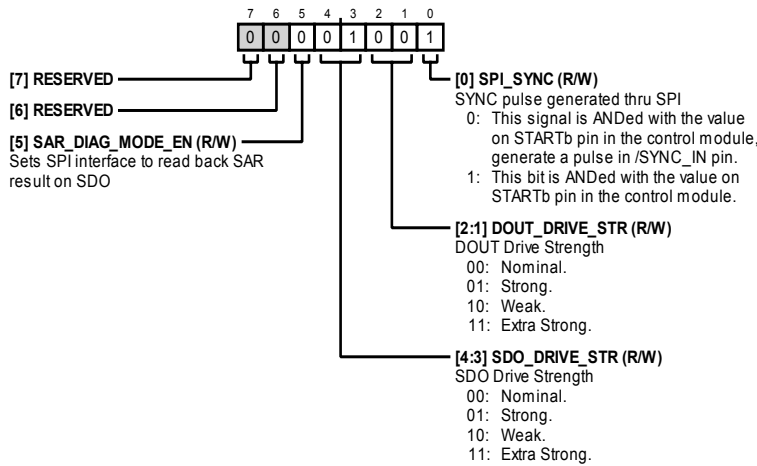 7 6 5 4 3 2 1 0
0 0 0 0 1 0 0 1
[7] RESERVED
[6] RESERVED
[5] SAR_DIAG_MODE_EN (R/W)
Sets SPI interface to read back SAR
result on SDO
[0] SPI_SYNC (R/W)
SYNC pulse generated thru SPI
0: This signal is ANDed with the value
on STARTb pin in the control module,
generate a pulse in /SYNC_IN pin.
1: This bit is ANDed with the value on
STARTb pin in the control module.
[2:1] DOUT_DRIVE_STR (R/W)
DOUT Drive Strength
00: Nominal.
01: Strong.
10: Weak.
11: Extra Strong.
[4:3] SDO_DRIVE_STR (R/W)
SDO Drive Strength
00: Nominal.
01: Strong.
10: Weak.
11: Extra Strong.